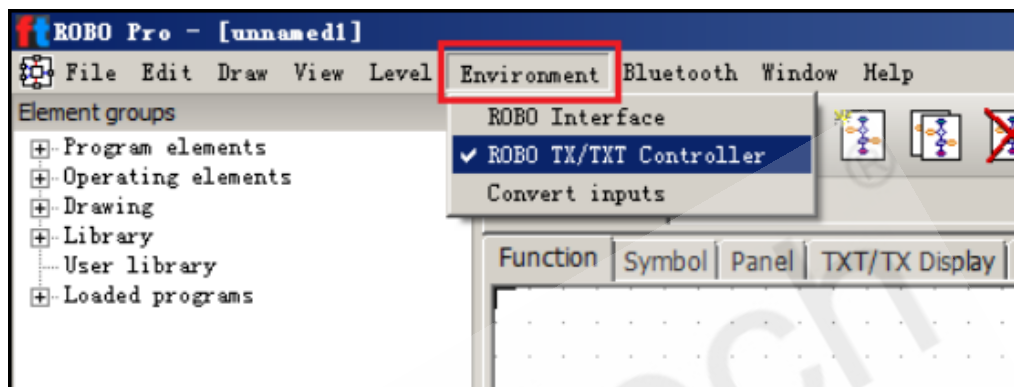 ft ROBO Pro - [unnamed1]
File Edit Draw View Level Environment Bluetooth Window Help
Element groups
ROBO Interface
Program elements
ROBO TX/TXT Controller
Operating elements
Convert inputs
Drawing
Library
User library
Function Symbol Panel TXT/TX Display
Loaded programs
ch
®